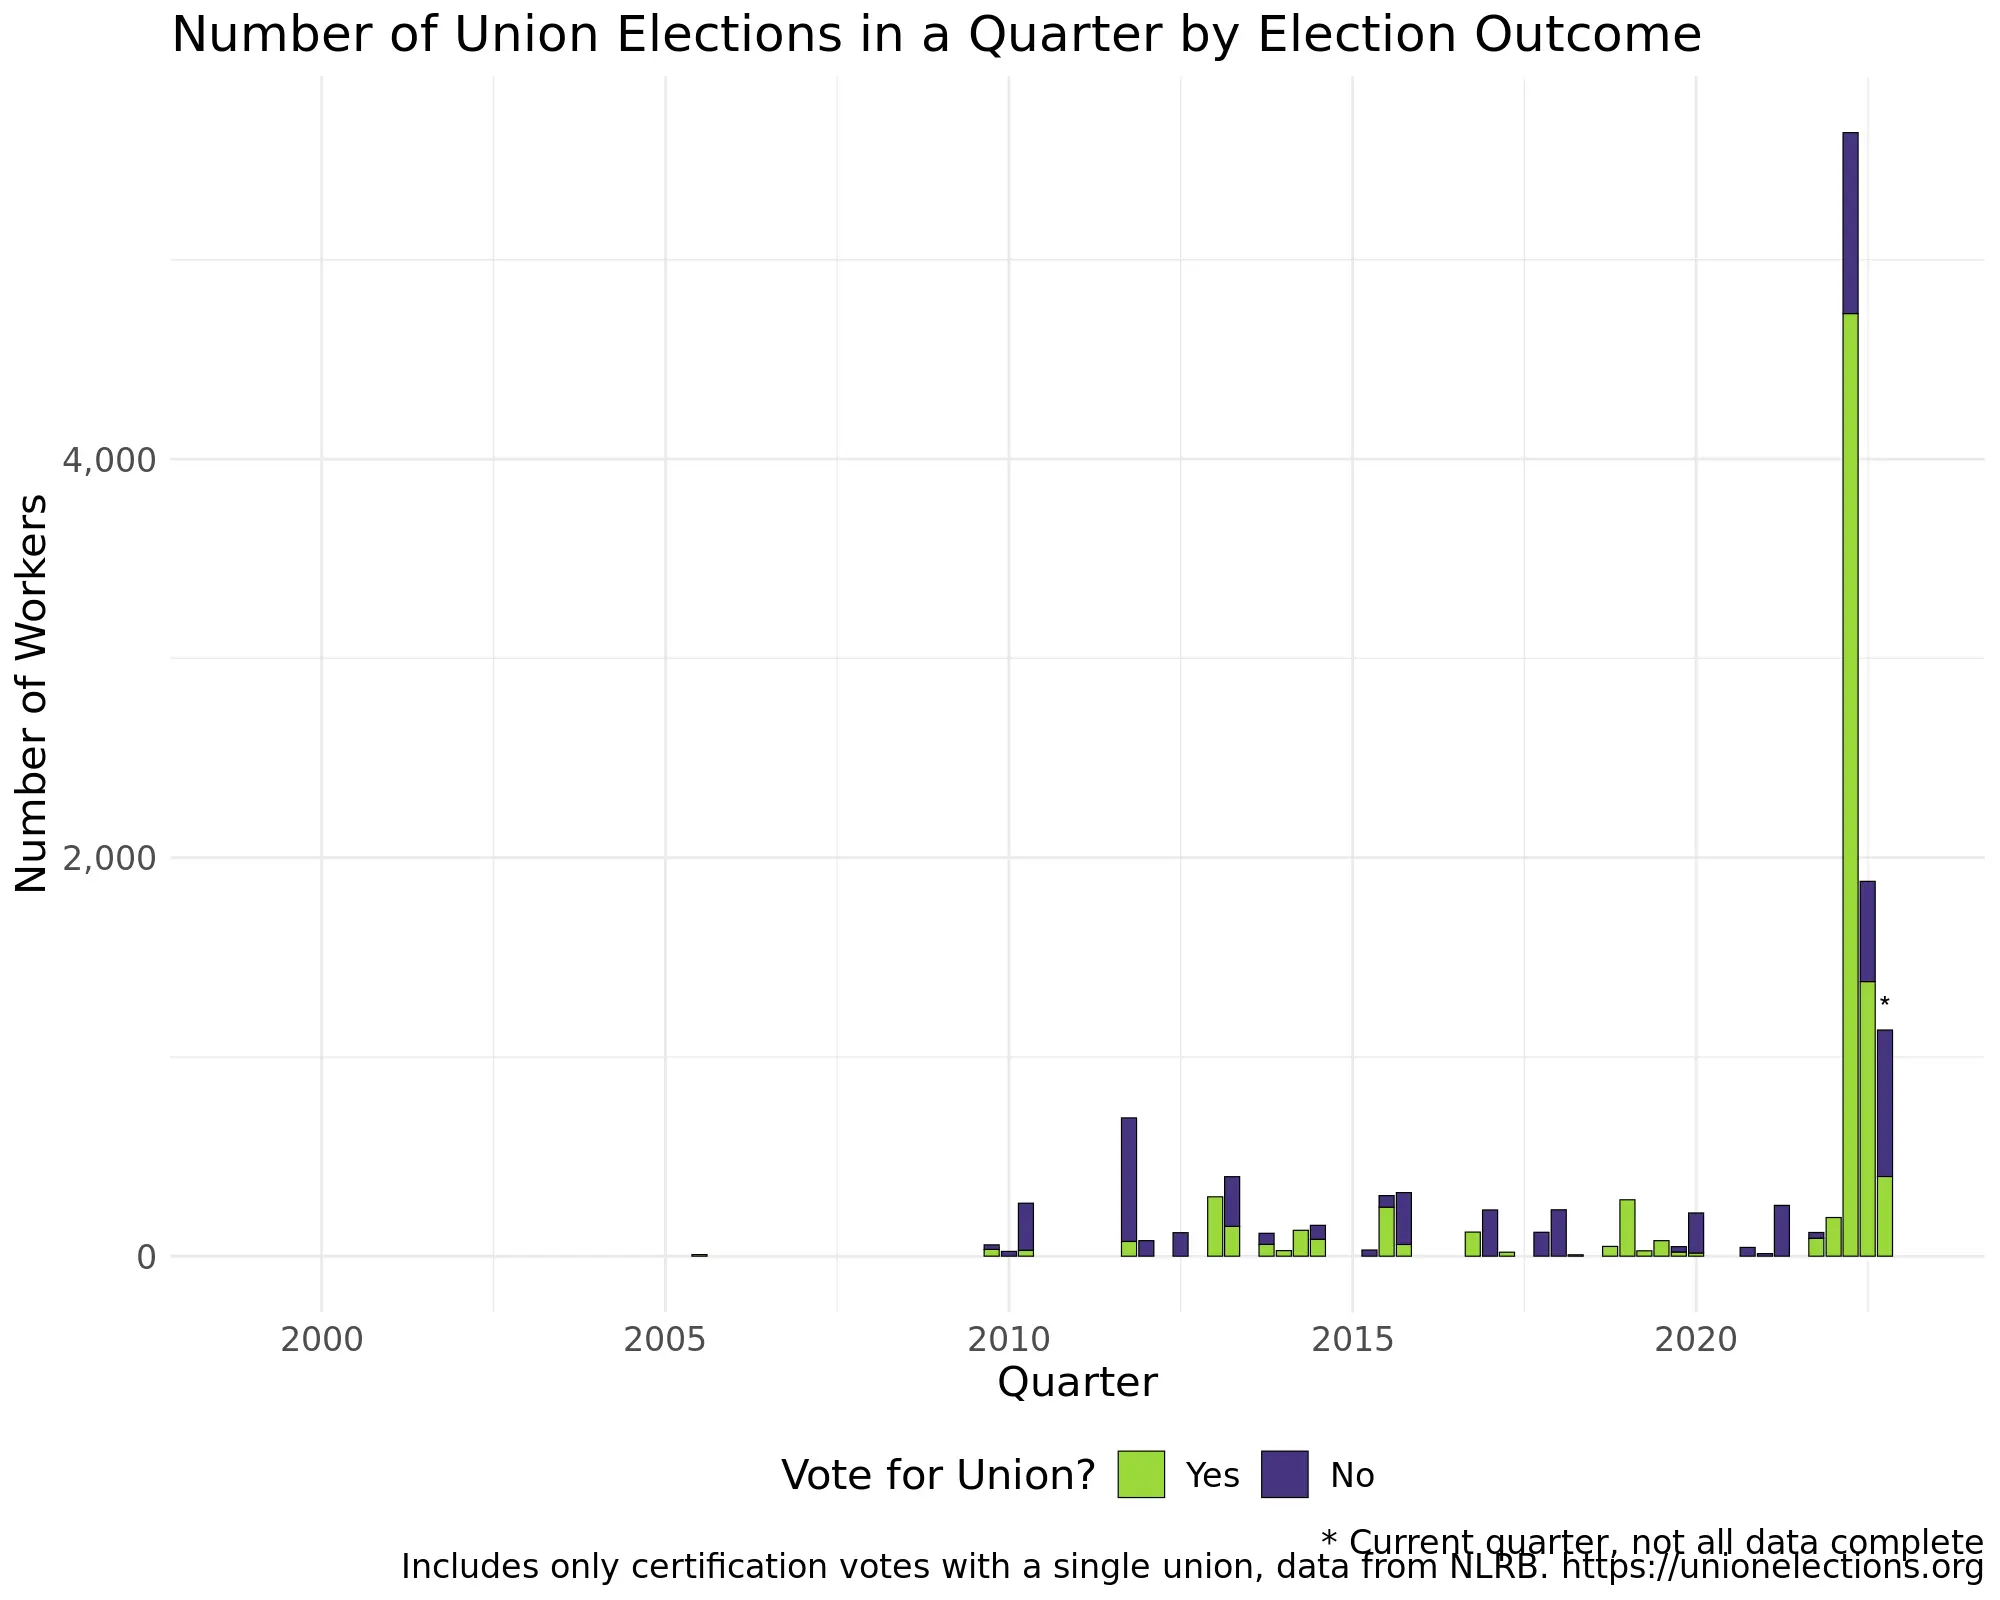 Number of Union Elections in a Quarter by Election Outcome
Number of Workers
4,000
2,000
0
*
2000 2005 2010 2015 2020
Quarter
Vote for Union? Yes No
* Current quarter, not all data complete
Includes only certification votes with a single union, data from NLRB. https://unionelections.org